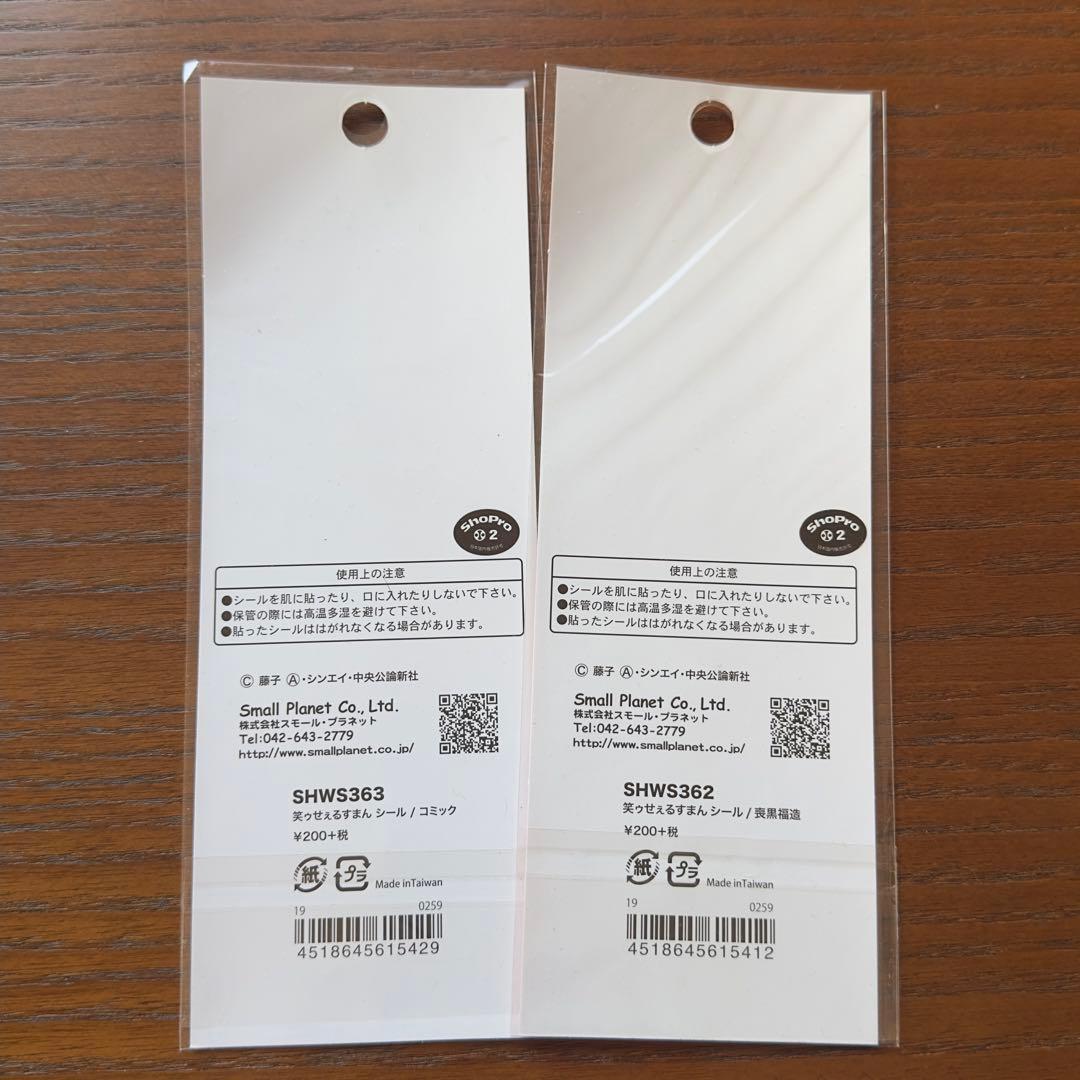 ShoPro
2
使用上の注意
●シールを肌に貼ったり、口に入れたりしないで下さい。
●保管の際には高温多湿を避けて下さい。
●貼ったシールははがれなくなる場合があります。
Ⓒ 藤子 Ⓐ・シンエイ・中央公論新社
Small Planet Co., Ltd.
株式会社スモール・プラネット
Tel:042-643-2779
http://www.smallplanet.co.jp/
SHWS363
笑ゥせぇるすまん シール / コミック
¥200+税
紙 プラ Made inTaiwan
19 0259
4518645615429
ShoPro
2
使用上の注意
●シールを肌に貼ったり、口に入れたりしないで下さい。
●保管の際には高温多湿を避けて下さい。
●貼ったシールははがれなくなる場合があります。
Ⓒ 藤子 Ⓐ・シンエイ・中央公論新社
Small Planet Co., Ltd.
株式会社スモール・プラネット
Tel:042-643-2779
http://www.smallplanet.co.jp/
SHWS362
笑ゥせぇるすまん シール / 喪黒福造
¥200+税
紙 プラ Made inTaiwan
19 0259
4518645615412